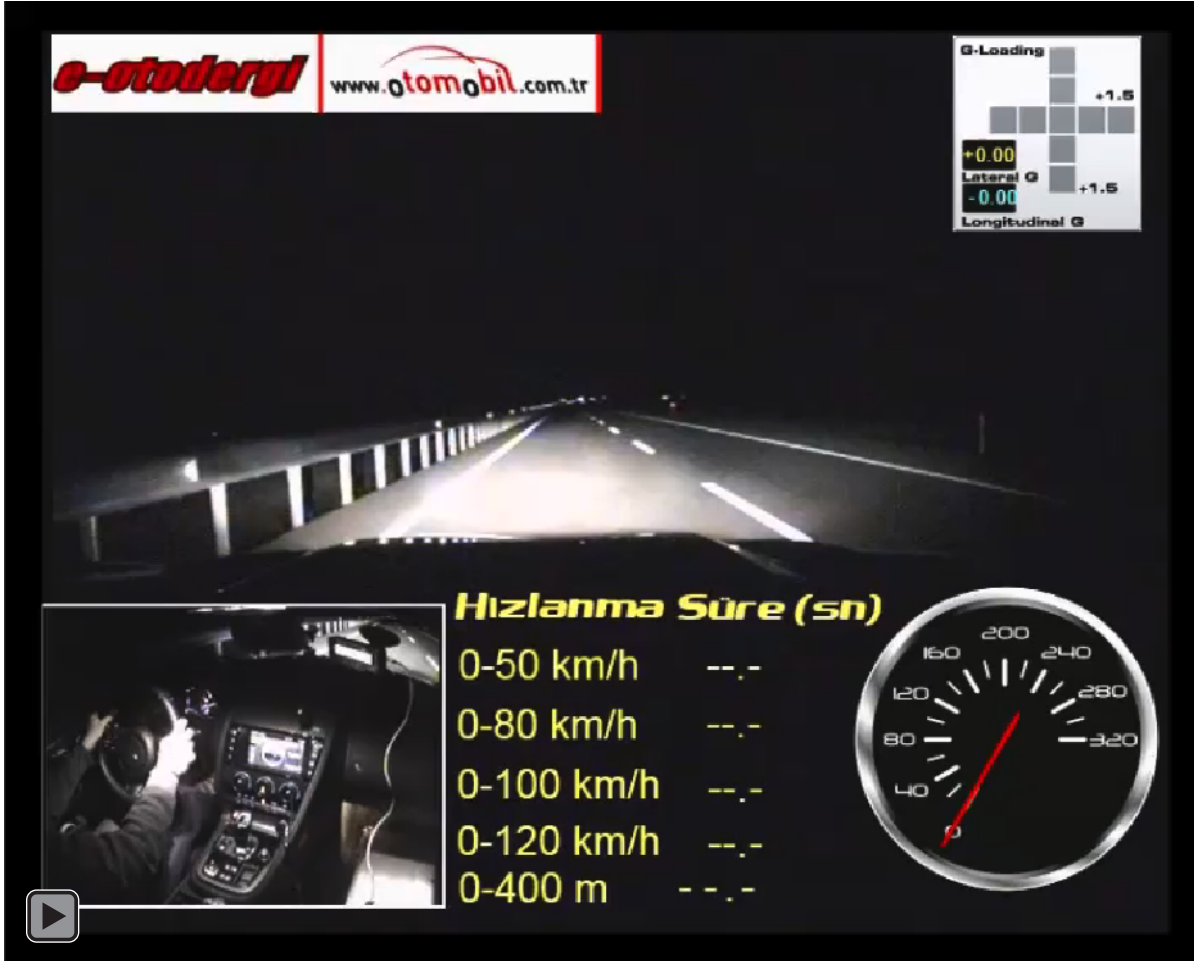 e-otodergi
www.otomobil.com.tr
G-Loading
+1.5
+0.00
Lateral G
+1.5
-0.00
Longitudinal G
Hızlanma Süre (sn)
0-50 km/h --.-
0-80 km/h --.-
0-100 km/h --.-
0-120 km/h --.-
0-400 m --.-
200
160
240
120
280
80
320
40
0